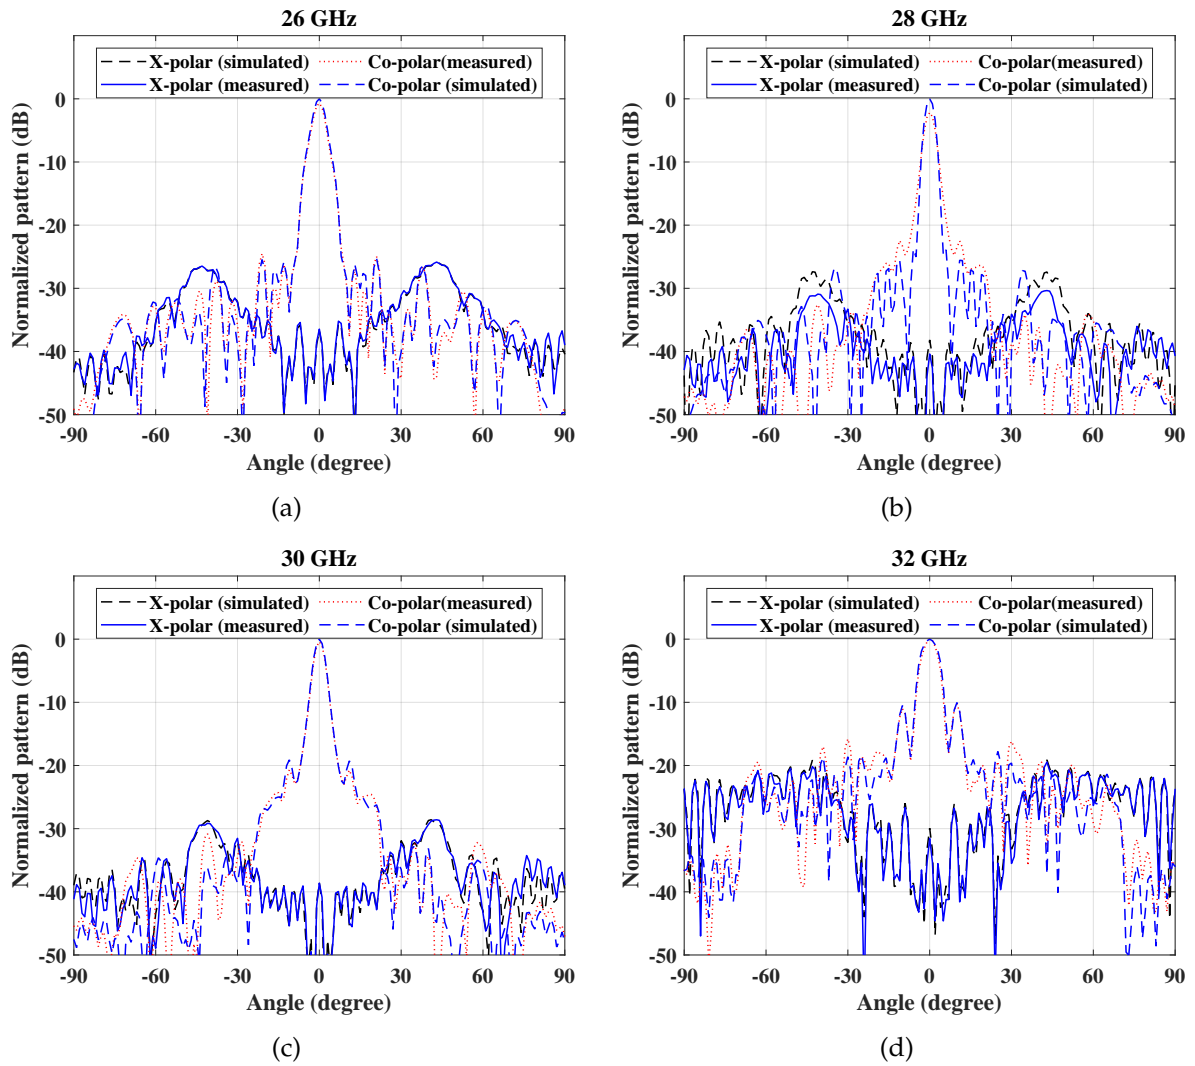 26 GHz
X-polar (simulated) Co-polar(measured)
X-polar (measured) Co-polar (simulated)
Normalized pattern (dB)
0
-10
-20
-30
-40
-50
-90 -60 -30 0 30 60 90
Angle (degree)
(a)
28 GHz
X-polar (simulated) Co-polar(measured)
X-polar (measured) Co-polar (simulated)
Normalized pattern (dB)
0
-10
-20
-30
-40
-50
-90 -60 -30 0 30 60 90
Angle (degree)
(b)
30 GHz
X-polar (simulated) Co-polar(measured)
X-polar (measured) Co-polar (simulated)
Normalized pattern (dB)
0
-10
-20
-30
-40
-50
-90 -60 -30 0 30 60 90
Angle (degree)
(c)
32 GHz
X-polar (simulated) Co-polar(measured)
X-polar (measured) Co-polar (simulated)
Normalized pattern (dB)
0
-10
-20
-30
-40
-50
-90 -60 -30 0 30 60 90
Angle (degree)
(d)